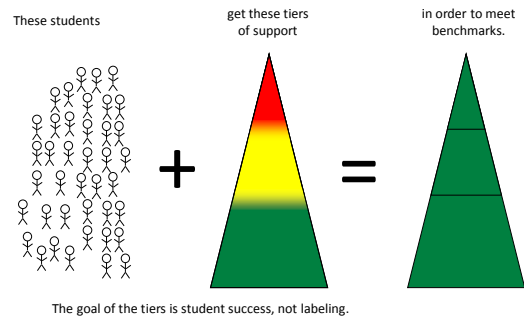 These students
get these tiers
of support
in order to meet
benchmarks.
+
=
The goal of the tiers is student success, not labeling.